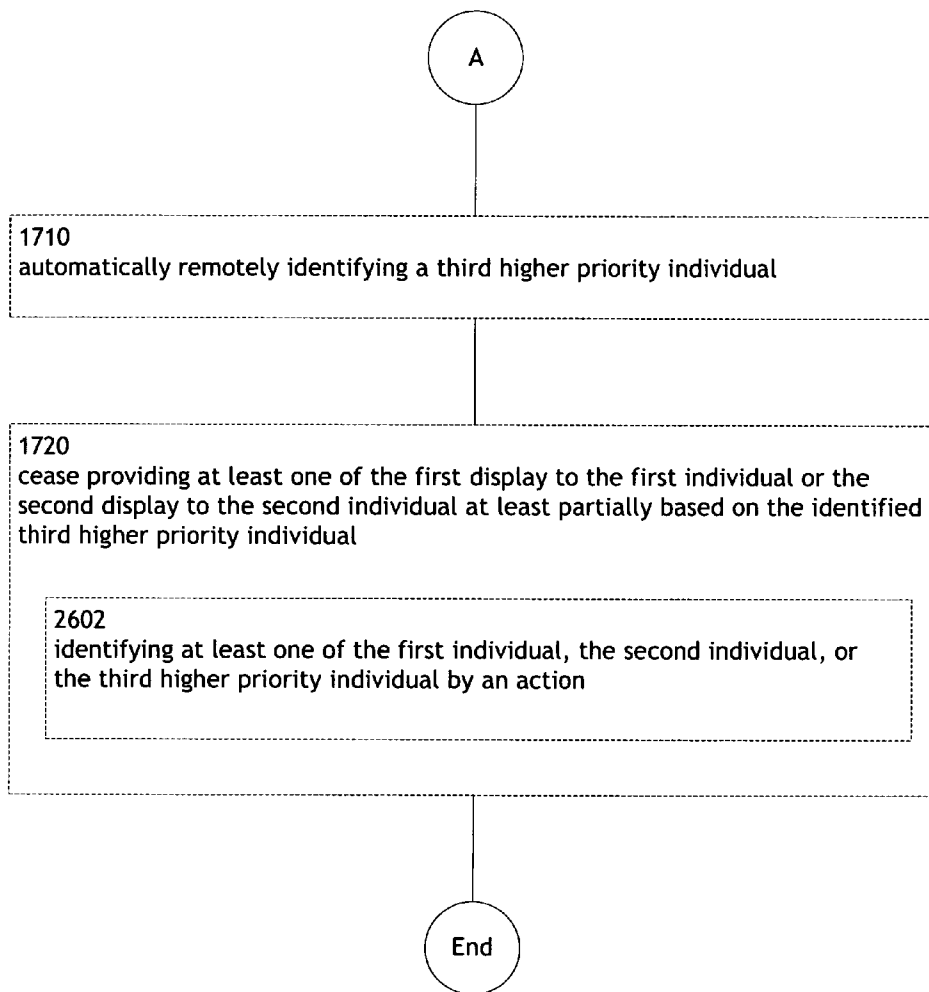 A
1710
automatically remotely identifying a third higher priority individual
1720
cease providing at least one of the first display to the first individual or the
second display to the second individual at least partially based on the identified
third higher priority individual
2602
identifying at least one of the first individual, the second individual, or
the third higher priority individual by an action
End